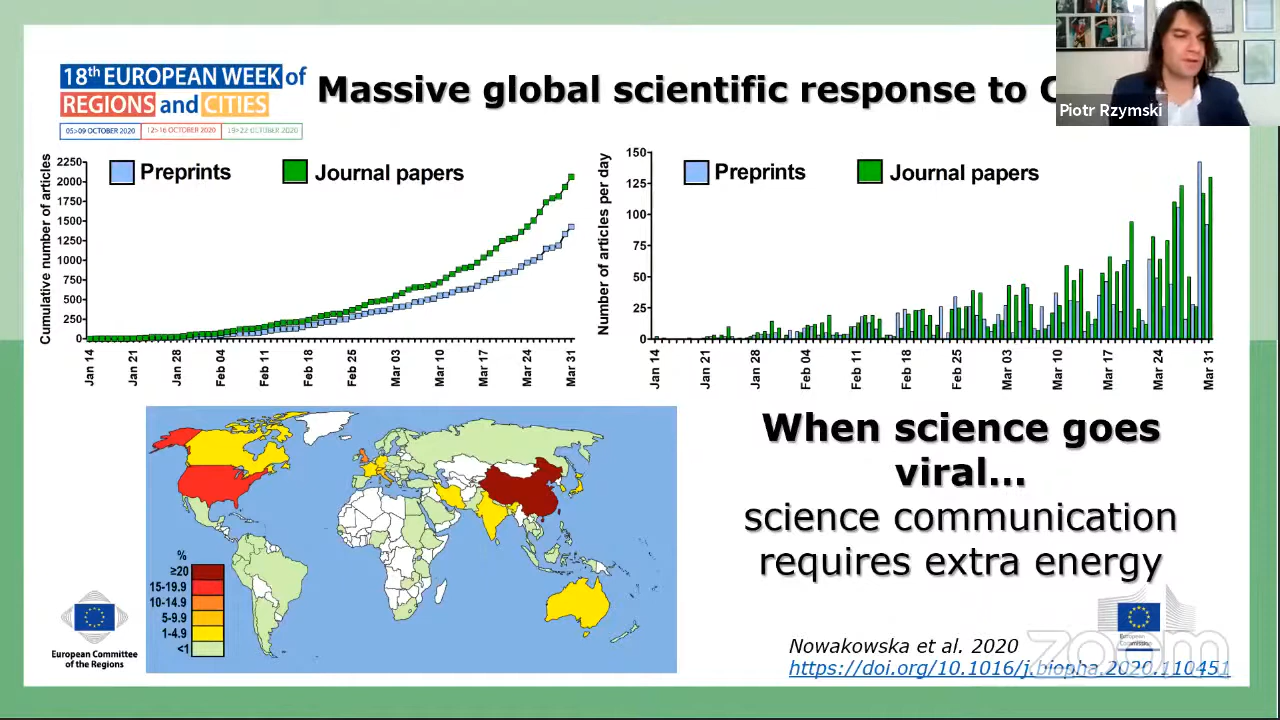 18th EUROPEAN WEEK of
REGIONS and CITIES
05>09 OCTOBER 2020 12>16 OCTOBER 2020 19>22 OCTOBER 2020
Massive global scientific response to
Piotr Rzymski
Cumulative number of articles
2250
2000
1750
1500
1250
1000
750
500
250
0
Preprints
Journal papers
Jan 14
Jan 21
Jan 28
Feb 04
Feb 11
Feb 18
Feb 26
Mar 03
Mar 10
Mar 17
Mar 24
Mar 31
Number of articles per day
150
125
100
75
50
25
0
Preprints
Journal papers
Jan 14
Jan 21
Jan 28
Feb 04
Feb 11
Feb 18
Feb 25
Mar 03
Mar 10
Mar 17
Mar 24
Mar 31
%
≥20
15-19.9
10-14.9
5-9.9
1-4.9
<1
European Committee
of the Regions
When science goes
viral...
science communication
requires extra energy
European
Commission
zoom
Nowakowska et al. 2020
https://doi.org/10.1016/j.biopha.2020.110451